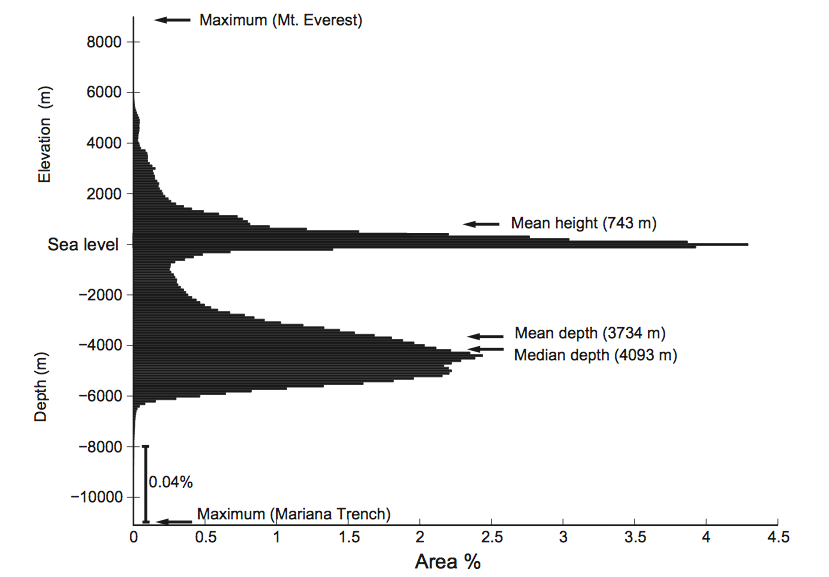 Maximum (Mt. Everest)
8000
6000
4000
2000
Sea level
−2000
−4000
−6000
−8000
−10000
Elevation (m)
Depth (m)
Mean height (743 m)
Mean depth (3734 m)
Median depth (4093 m)
0.04%
Maximum (Mariana Trench)
0 0.5 1 1.5 2 2.5 3 3.5 4 4.5
Area %